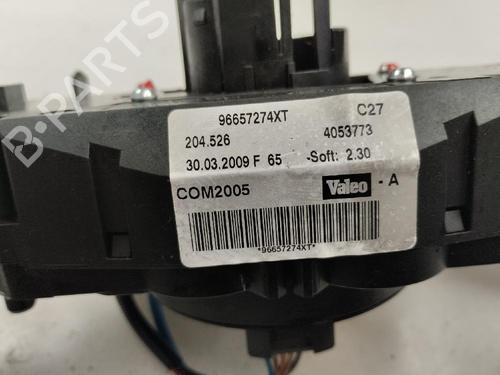 B-PARTS
96657274XT C27
204.526 4053773
30.03.2009 F 65 -Soft: 2.30
COM2005 Valeo - A
*96657274XT*